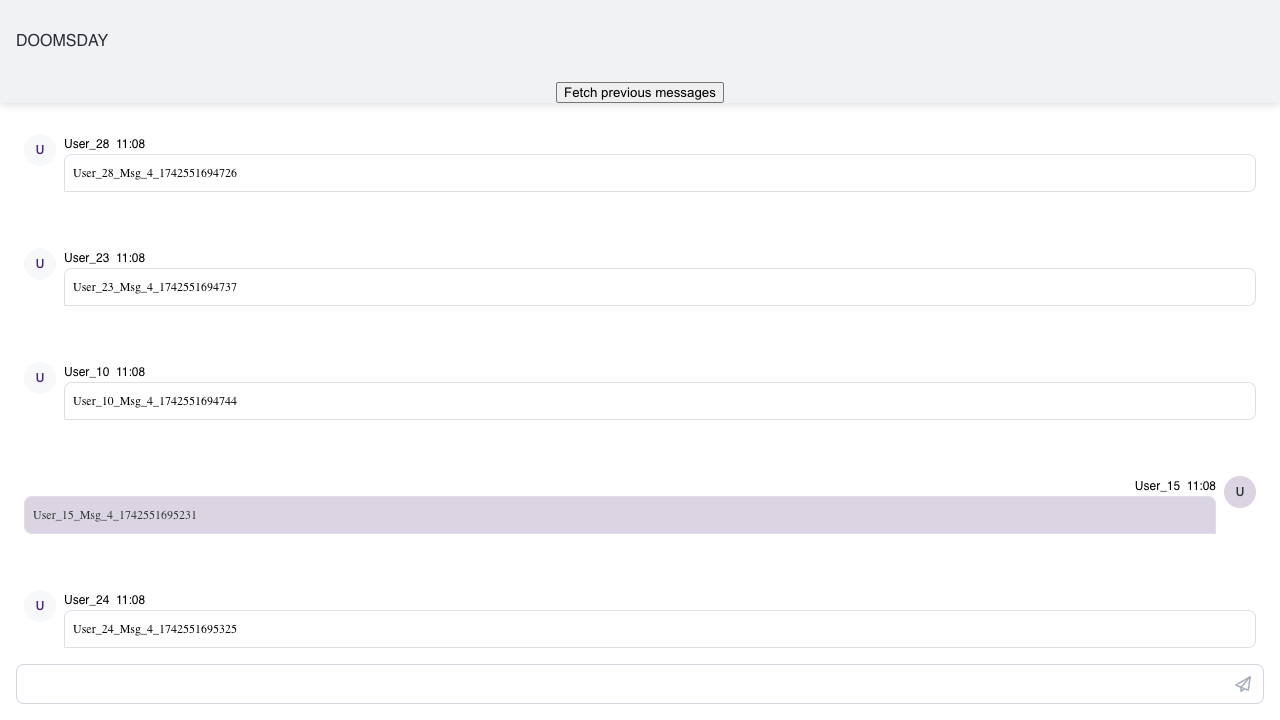 DOOMSDAY
Fetch previous messages
U
User_28 11:08
User_28_Msg_4_1742551694726
U
User_23 11:08
User_23_Msg_4_1742551694737
U
User_10 11:08
User_10_Msg_4_1742551694744
User_15 11:08
U
User_15_Msg_4_1742551695231
U
User_24 11:08
User_24_Msg_4_1742551695325